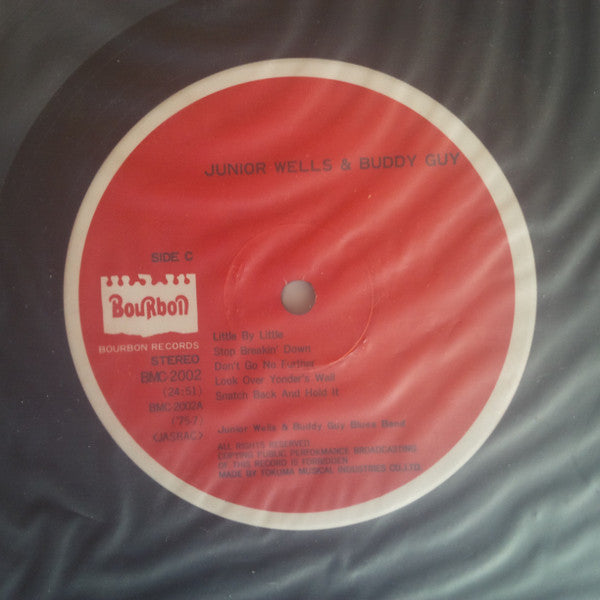 JUNIOR WELLS & BUDDY GUY
SIDE C
BouRbon
BOURBON RECORDS
STEREO
BMC-2002
(24:51)
BMC-2002A
('75·7)
<JASRAC>
Little By Little
Stop Breakin' Down
Don't Go No Further
Look Over Yonder's Wall
Snatch Back And Hold It
Junior Wells & Buddy Guy Blues Band
ALL RIGHTS RESERVED
COPYING PUBLIC PERFORMANCE BROADCASTING
OF THIS RECORD IS FORBIDDEN
MADE BY TOKUMA MUSICAL INDUSTRIES CO.,LTD.